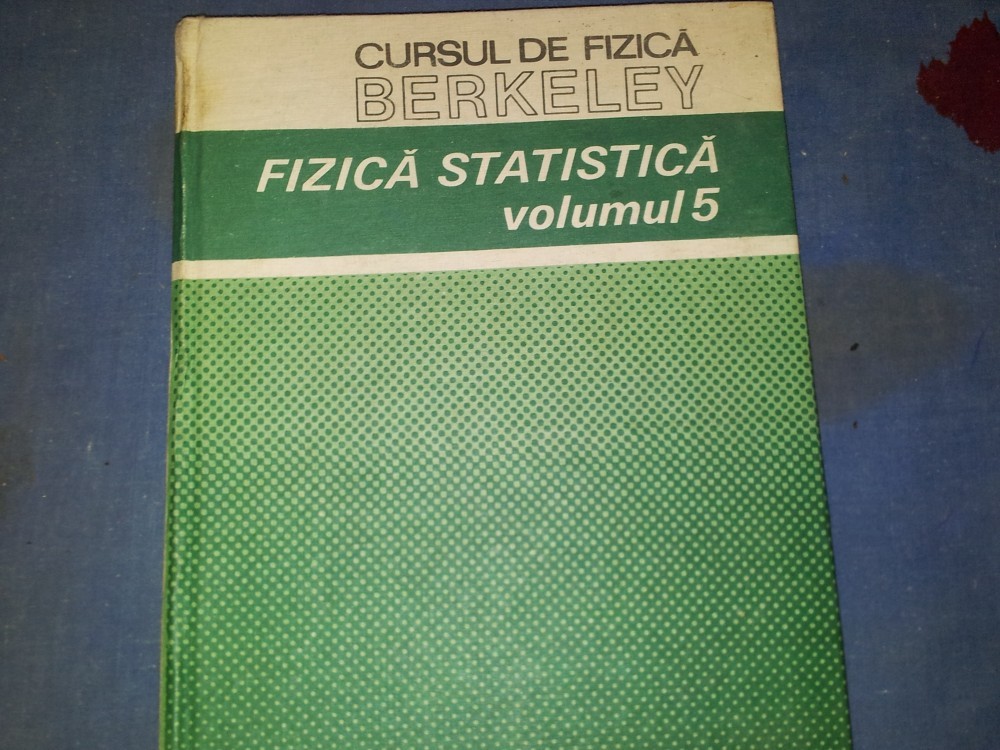 CURSUL DE FIZICĂ
BERKELEY
FIZICĂ STATISTICĂ
volumul 5